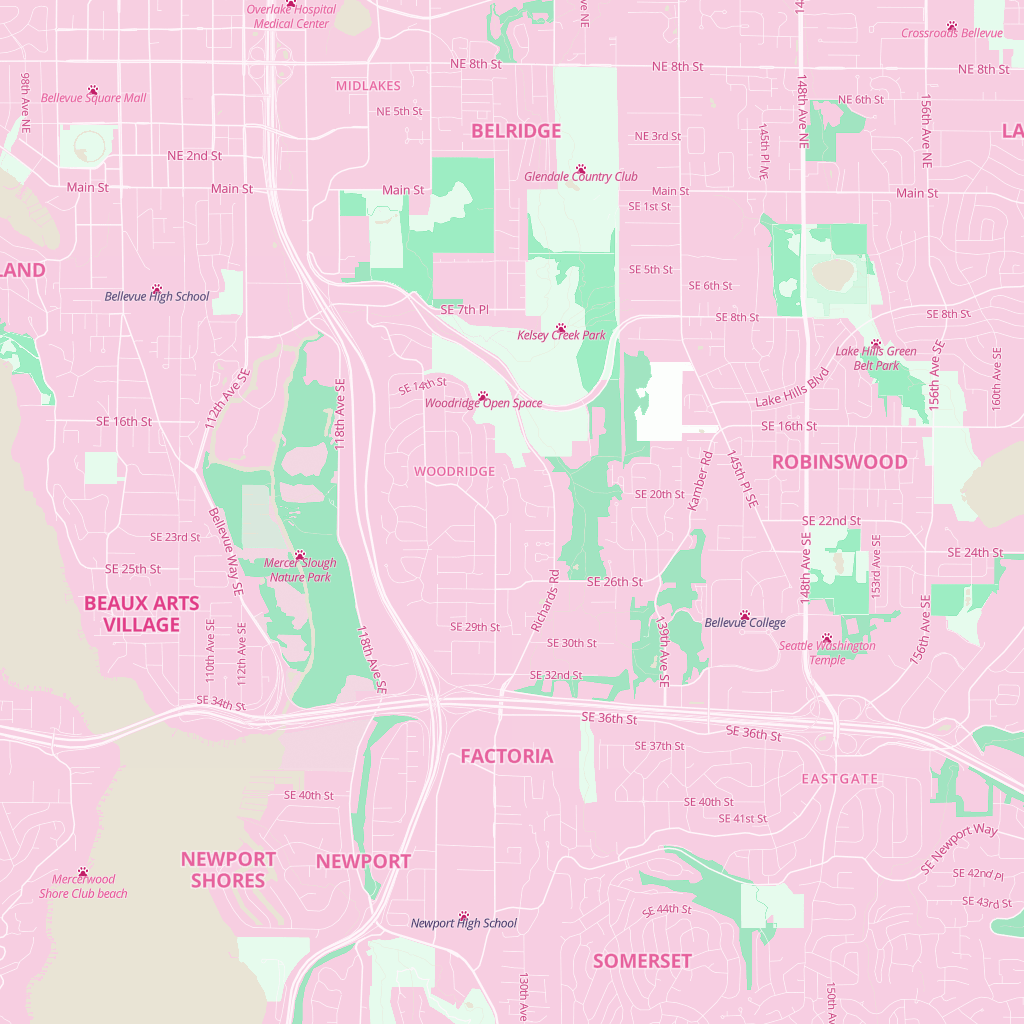 Overlake Hospital
Medical Center
148
Ave NE
Crossroads Bellevue
NE 8th St
NE 8th St
NE 8th St
98th Ave NE
MIDLAKES
148th Ave NE
Bellevue Square Mall
NE 5th St
NE 6th St
156th Ave NE
BELRIDGE
NE 3rd St
145th Pl NE
LA
NE 2nd St
Glendale Country Club
Main St
Main St
Main St
Main St
Main St
SE 1st St
LAND
SE 5th St
Bellevue High School
SE 6th St
SE 7th Pl
SE 8th St
SE 8th St
Kelsey Creek Park
Lake Hills Green
Belt Park
112th Ave SE
118th Ave SE
SE 14th St
Woodridge Open Space
Lake Hills Blvd
156th Ave SE
160th Ave SE
SE 16th St
SE 16th St
WOODRIDGE
ROBINSWOOD
Kamber Rd
145th Pl SE
SE 20th St
SE 22nd St
Bellevue Way SE
SE 23rd St
SE 24th St
148th Ave SE
153rd Ave SE
Mercer Slough
Nature Park
SE 25th St
SE 26th St
Richards Rd
BEAUX ARTS
VILLAGE
156th Ave SE
Bellevue College
110th Ave SE
112th Ave SE
118th Ave SE
SE 29th St
SE 30th St
139th Ave SE
Seattle Washington
Temple
SE 32nd St
SE 34th St
SE 36th St
SE 36th St
FACTORIA
SE 37th St
EASTGATE
SE 40th St
SE 40th St
SE 41st St
SE Newport Way
NEWPORT
SHORES
NEWPORT
Mercerwood
Shore Club beach
SE 42nd Pl
SE 43rd St
SE 44th St
Newport High School
SOMERSET
130th Ave
150th Ave